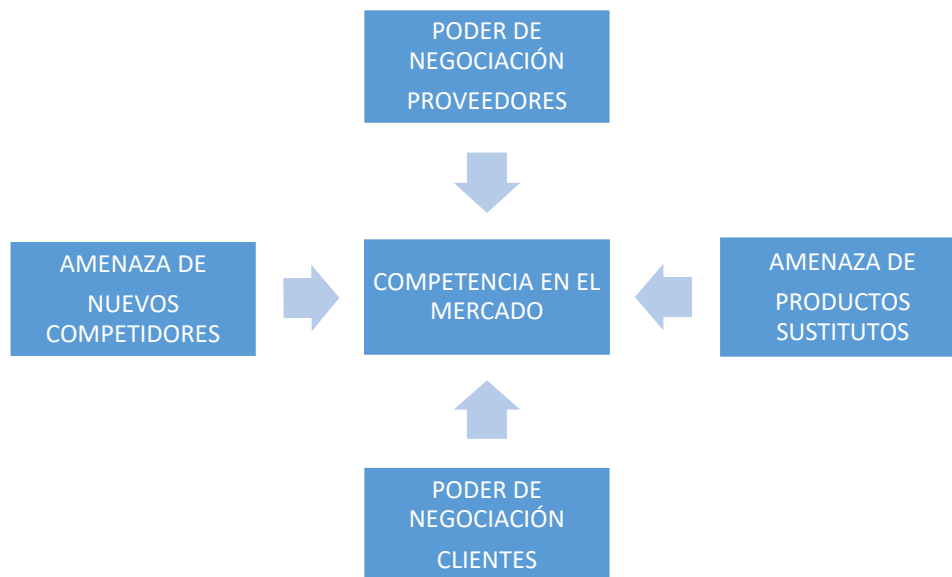 PODER DE
NEGOCIACIÓN
PROVEEDORES
AMENAZA DE
NUEVOS
COMPETIDORES
COMPETENCIA EN EL
MERCADO
AMENAZA DE
PRODUCTOS
SUSTITUTOS
PODER DE
NEGOCIACIÓN
CLIENTES